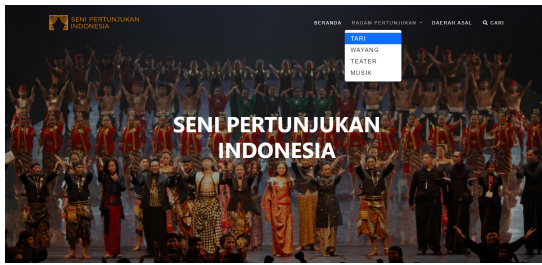 SENI PERTUNJUKAN
INDONESIA
BERANDA RAGAM PERTUNJUKAN DAERAH ASAL CARI
TARI
WAYANG
TEATER
MUSIK
SENI PERTUNJUKAN
INDONESIA